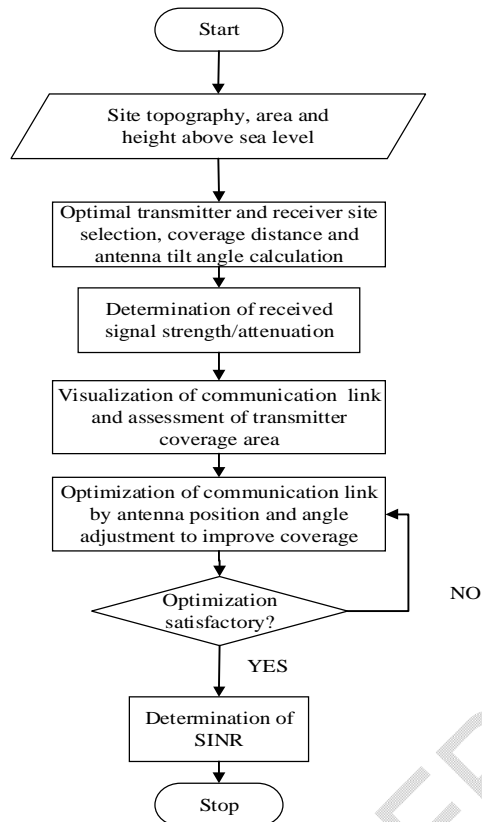 Start
Site topography, area and
height above sea level
Optimal transmitter and receiver site
selection, coverage distance and
antenna tilt angle calculation
Determination of received
signal strength/attenuation
Visualization of communication link
and assessment of transmitter
coverage area
Optimization of communication link
by antenna position and angle
adjustment to improve coverage
Optimization
satisfactory?
NO
YES
Determination of
SINR
Stop